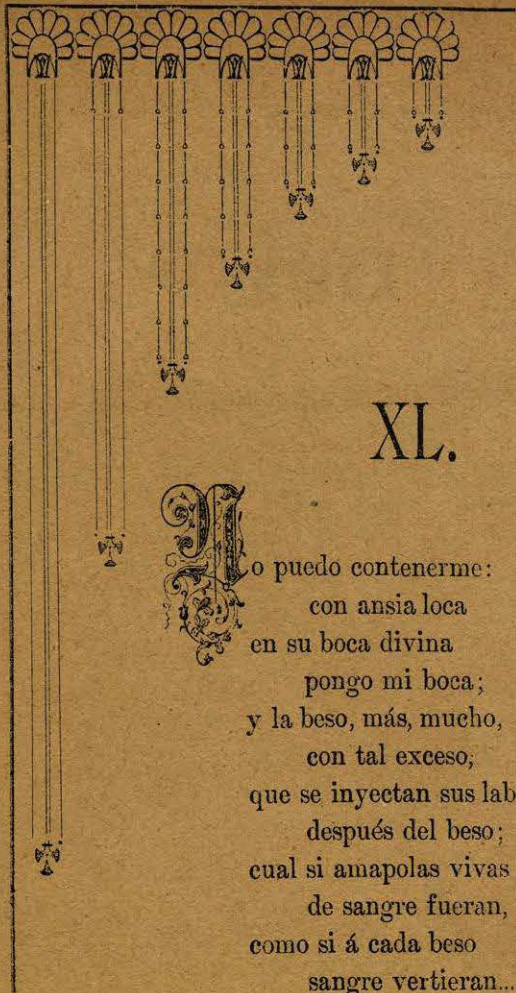 XL.
No puedo contenerme:
con ansia loca
en su boca divina
pongo mi boca;
y la beso, más, mucho,
con tal exceso,
que se inyectan sus lab
después del beso;
cual si amapolas vivas
de sangre fueran,
como si á cada beso
sangre vertieran...